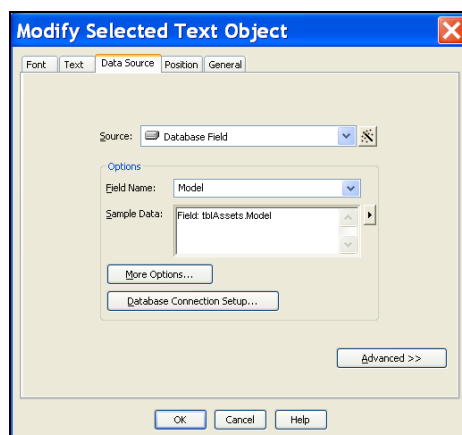 Modify Selected Text Object
Font Text Data Source Position General
Source: Database Field
Options
Field Name: Model
Sample Data: Field: tblAssets.Model
More Options...
Database Connection Setup...
Advanced >>
OK Cancel Help